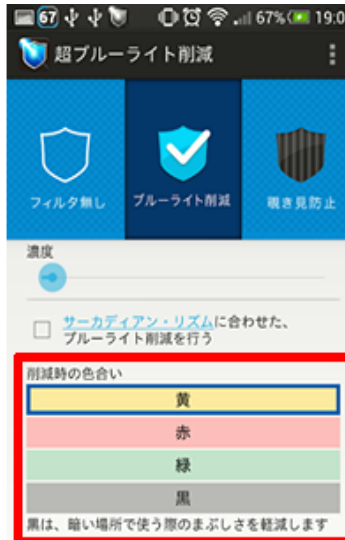 67 67% 19:0
超ブルーライト削減
フィルタ無し ブルーライト削減 覗き見防止
濃度
サーカディアン・リズムに合わせた、
ブルーライト削減を行う
削減時の色合い
黄
赤
緑
黒
黒は、暗い場所で使う際のまぶしさを軽減します